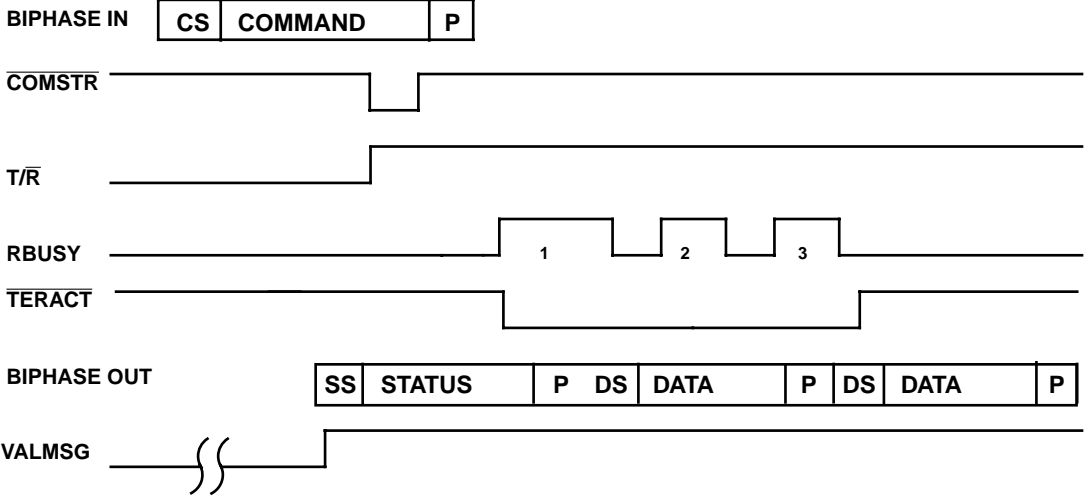 BIPHASE IN CS COMMAND P
COMSTR
T/R̅
RBUSY 1 2 3
TERACT
BIPHASE OUT SS STATUS P DS DATA P DS DATA P
VALMSG